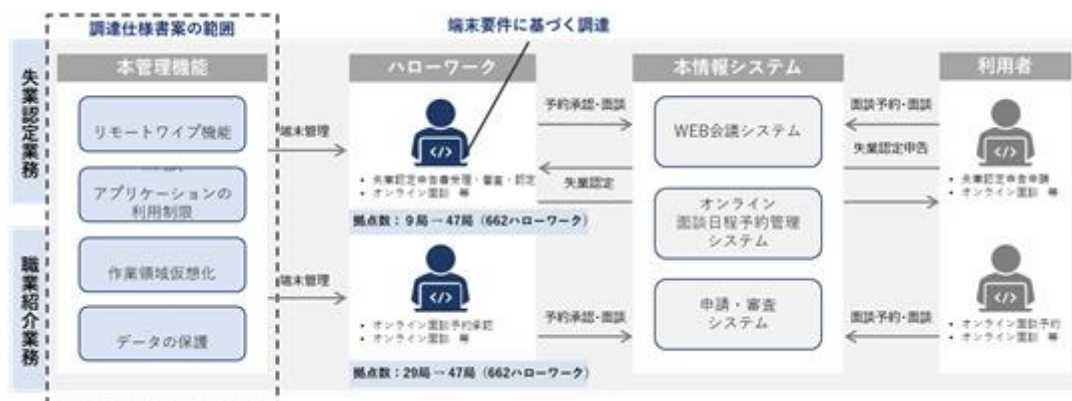 調達仕様書案の範囲
端末要件に基づく調達
失業認定業務
職業紹介業務
本管理機能
リモートワイプ機能
アプリケーションの
利用制限
作業領域仮想化
データの保護
端末管理
端末管理
ハローワーク
• 失業認定申告書受理・審査・認定
• オンライン面談 等
拠点数：9局→47局（662ハローワーク）
• オンライン面談予約承認
• オンライン面談 等
拠点数：29局→47局（662ハローワーク）
予約承認・面談
失業認定
予約承認・面談
本情報システム
WEB会議システム
オンライン
面談日程予約管理
システム
申請・審査
システム
面談予約・面談
失業認定申告
面談予約・面談
利用者
• 失業認定申告申請
• オンライン面談 等
• オンライン面談予約
• オンライン面談 等